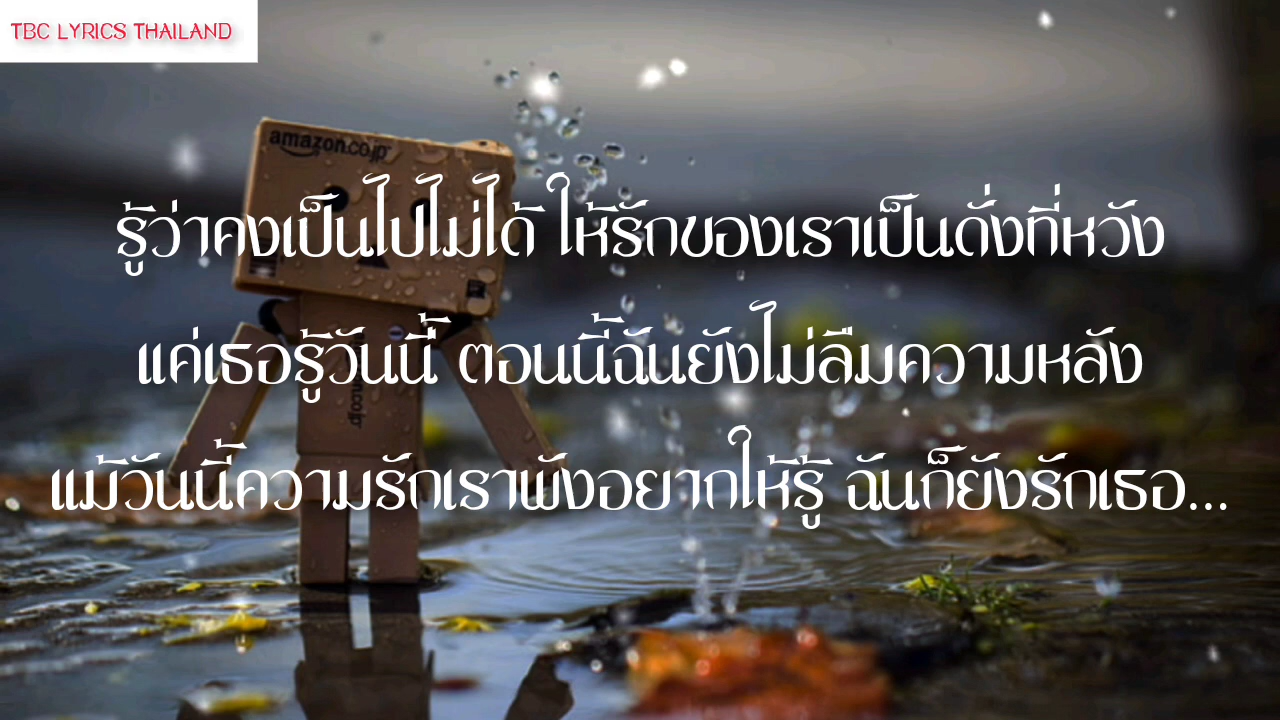 TBC LYRICS THAILAND
amazon.co.jp
รู้ว่าคงเป็นไปไม่ได้ ให้รักของเราเป็นดั่งที่หวัง
แค่เธอรู้วันนี้ ตอนนี้ฉันยังไม่ลืมความหลัง
แม้วันนี้ความรักเราพังอยากให้รู้ ฉันก็ยังรักเธอ...